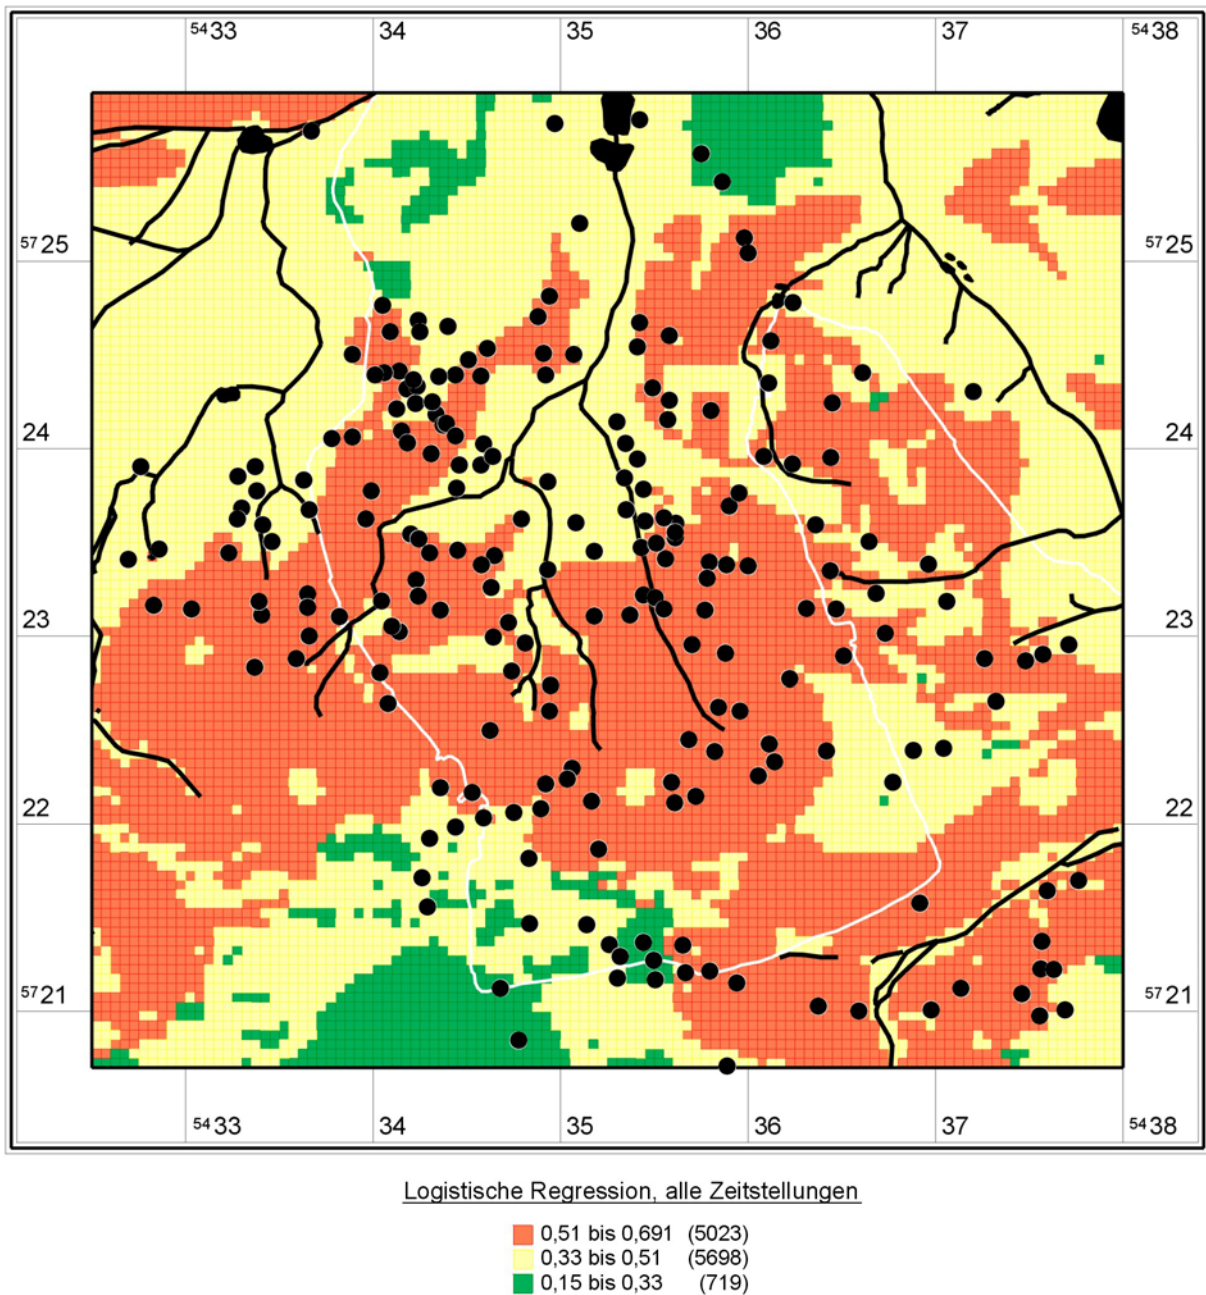 5433 34 35 36 37 5438
5725 5725
24 24
23 23
22 22
5721 5721
5433 34 35 36 37 5438
Logistische Regression, alle Zeitstellungen
0,51 bis 0,691 (5023)
0,33 bis 0,51 (5698)
0,15 bis 0,33 (719)